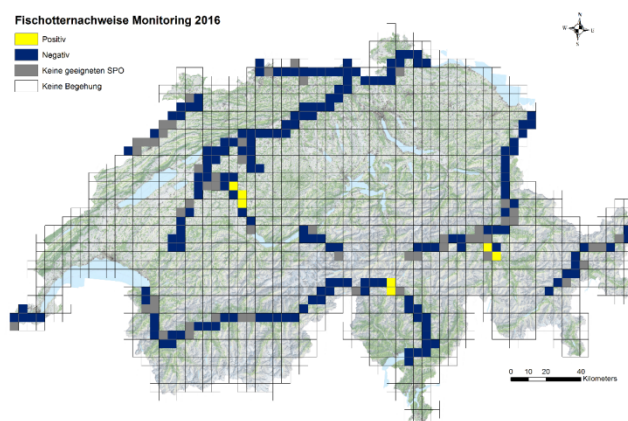 Fischotternachweise Monitoring 2016
Positiv
Negativ
Keine geeigneten SPO
Keine Begehung
N
S
0 10 20 40
Kilometers